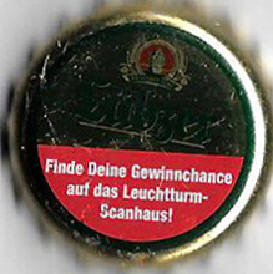 Finde Deine Gewinnchance
auf das Leuchtturm-
Scanhaus!